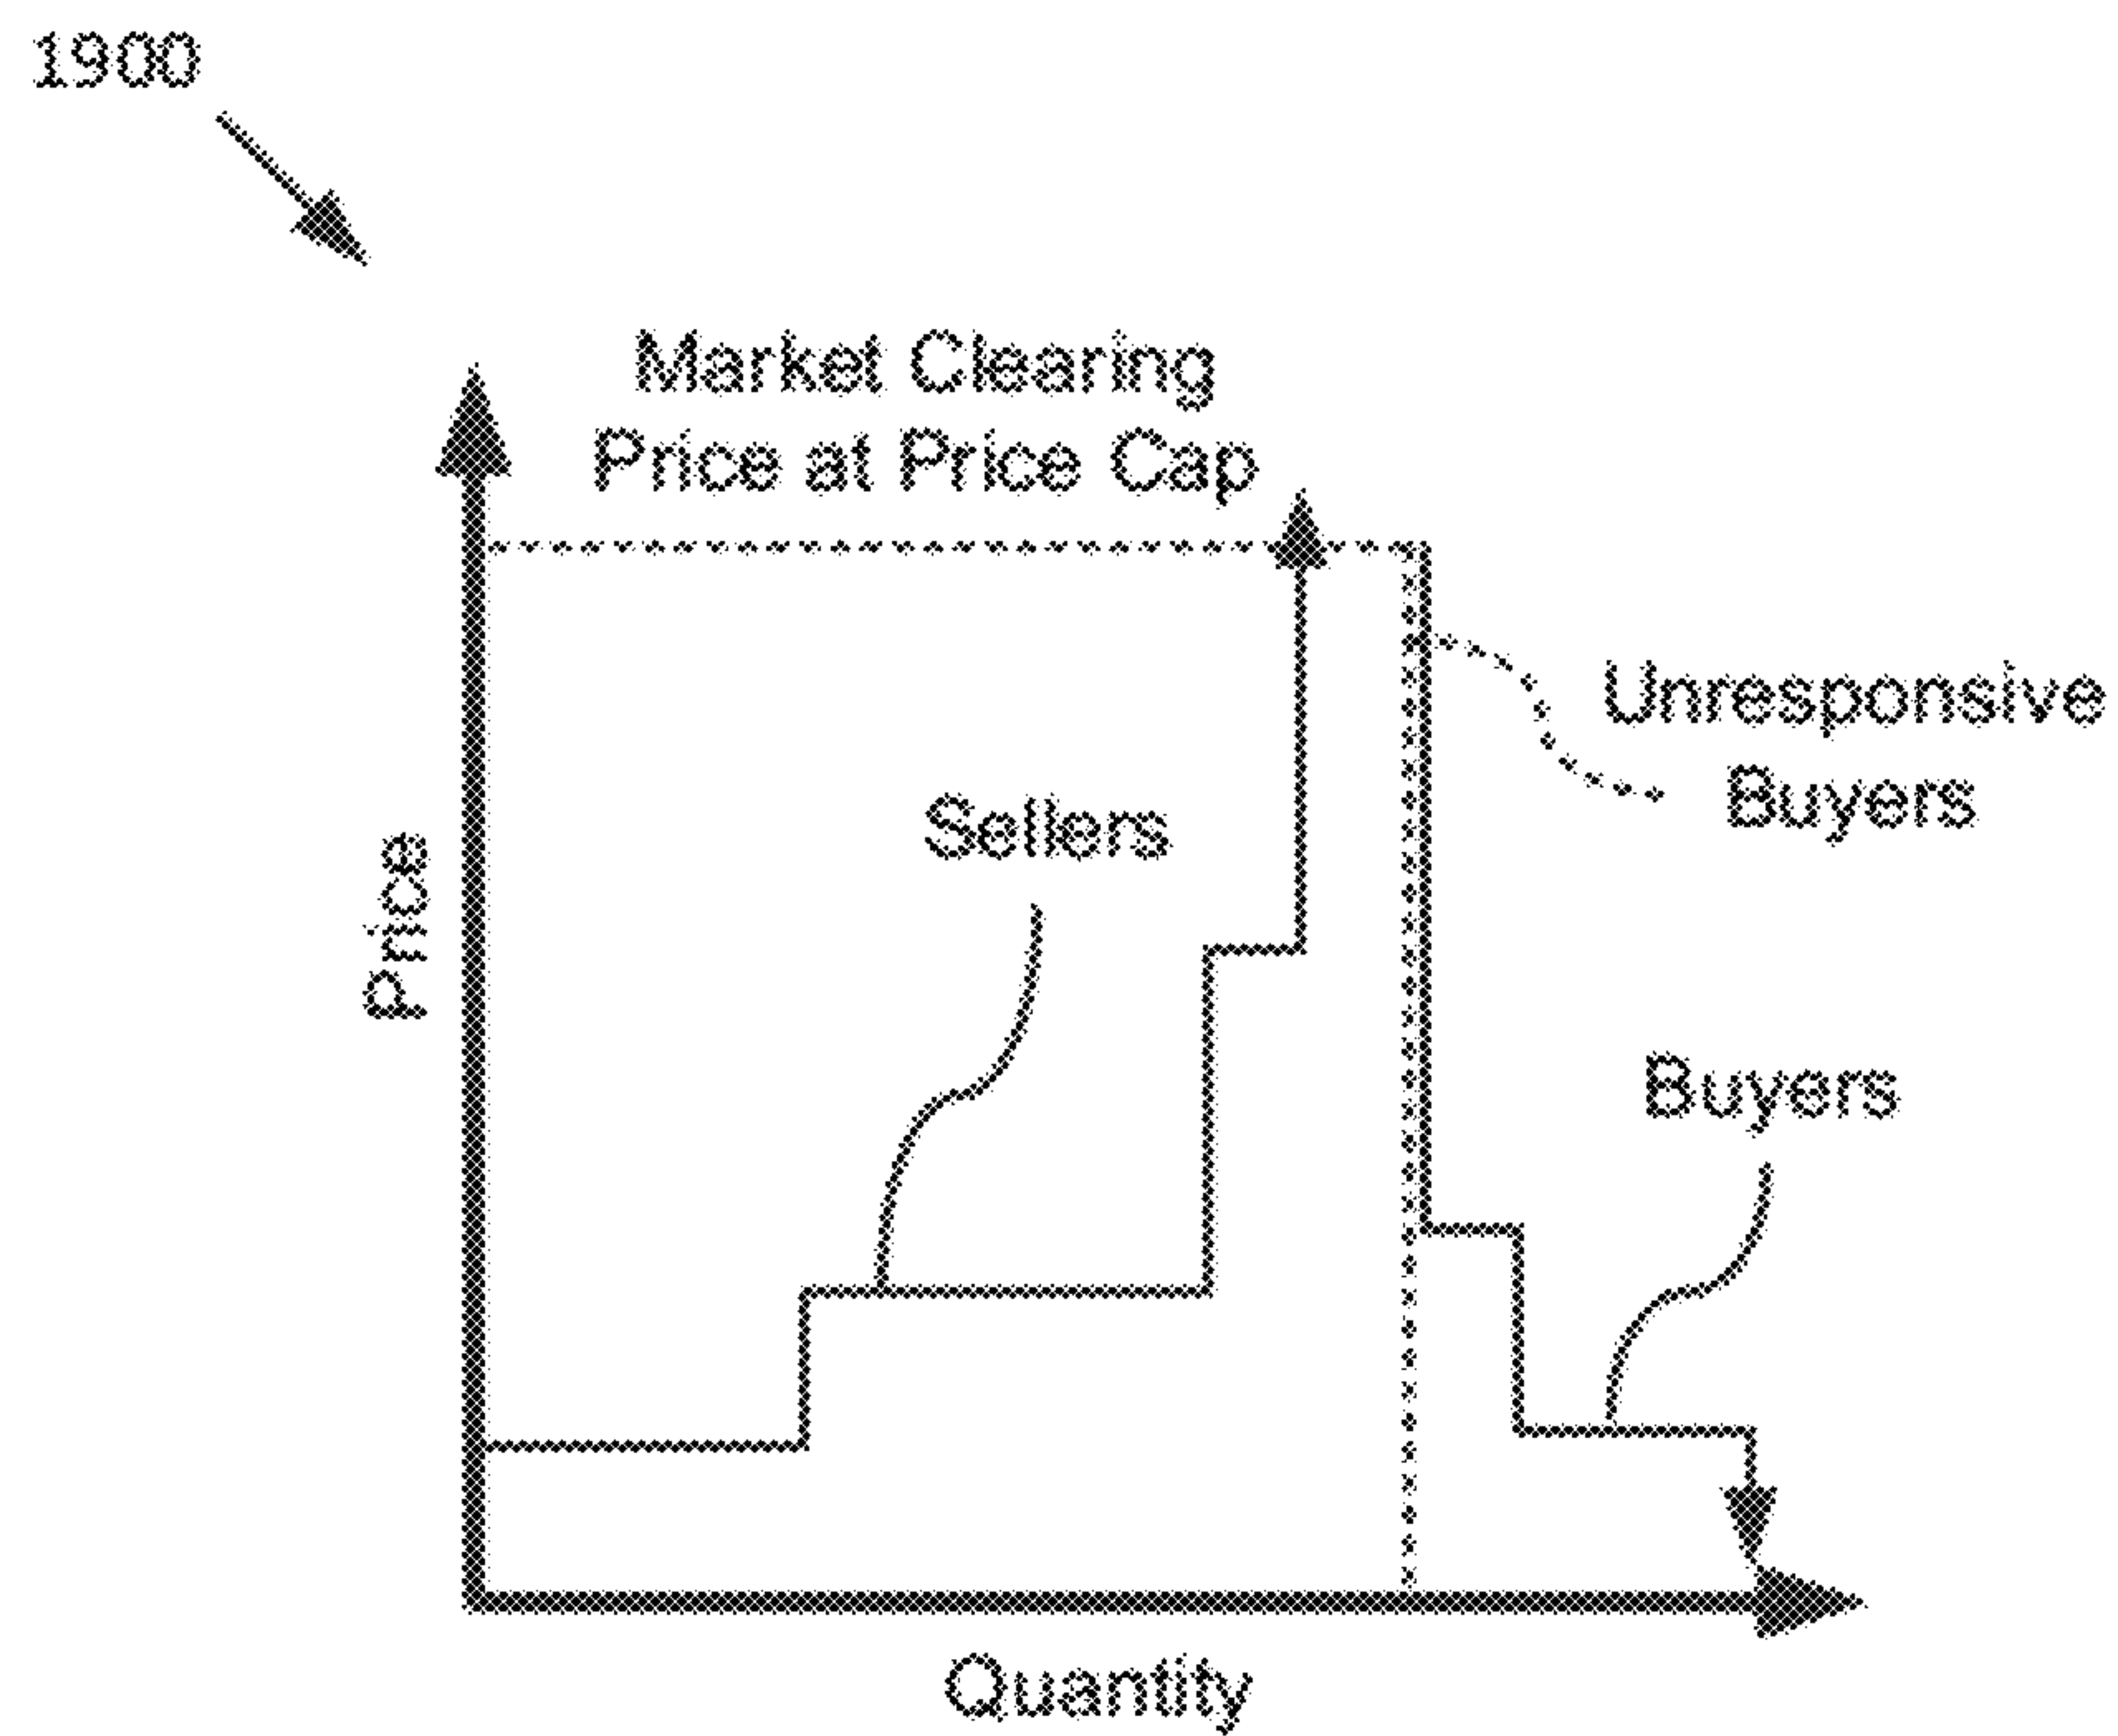 1900
Market Clearing
Price at Price Cap
Unresponsive
Buyers
Sellers
Price
Buyers
Quantity